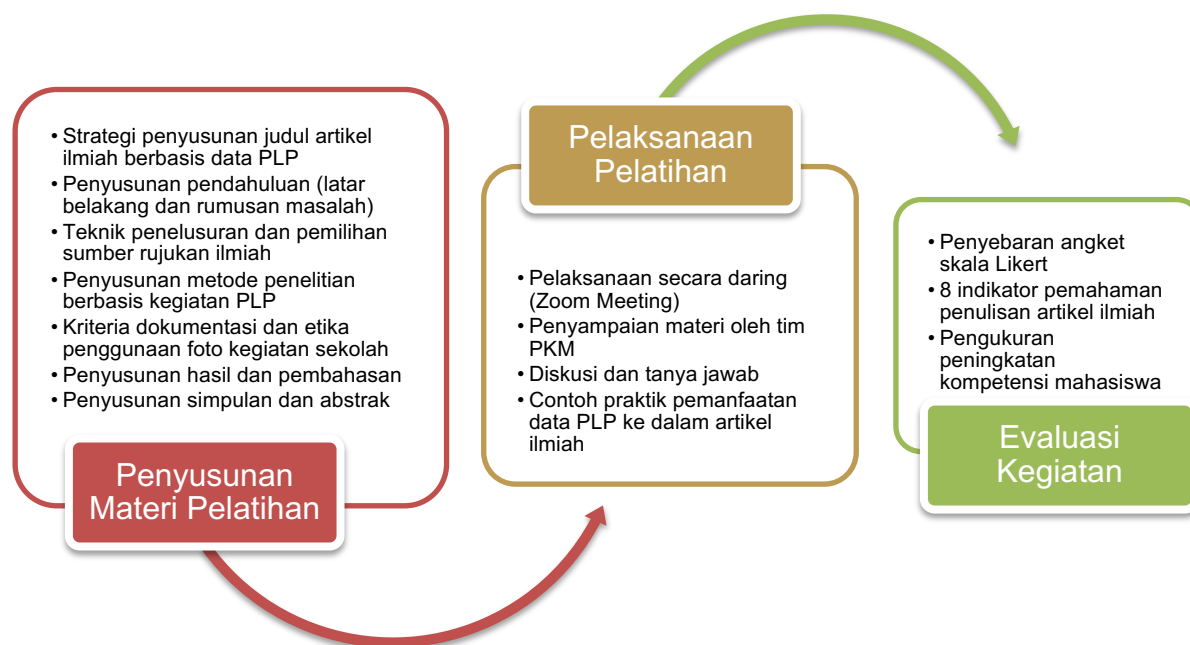 • Strategi penyusunan judul artikel
ilmiah berbasis data PLP
• Penyusunan pendahuluan (latar
belakang dan rumusan masalah)
• Teknik penelusuran dan pemilihan
sumber rujukan ilmiah
• Penyusunan metode penelitian
berbasis kegiatan PLP
• Kriteria dokumentasi dan etika
penggunaan foto kegiatan sekolah
• Penyusunan hasil dan pembahasan
• Penyusunan simpulan dan abstrak
Penyusunan
Materi Pelatihan
Pelaksanaan
Pelatihan
• Pelaksanaan secara daring
(Zoom Meeting)
• Penyampaian materi oleh tim
PKM
• Diskusi dan tanya jawab
• Contoh praktik pemanfaatan
data PLP ke dalam artikel
ilmiah
• Penyebaran angket
skala Likert
• 8 indikator pemahaman
penulisan artikel ilmiah
• Pengukuran
peningkatan
kompetensi mahasiswa
Evaluasi
Kegiatan